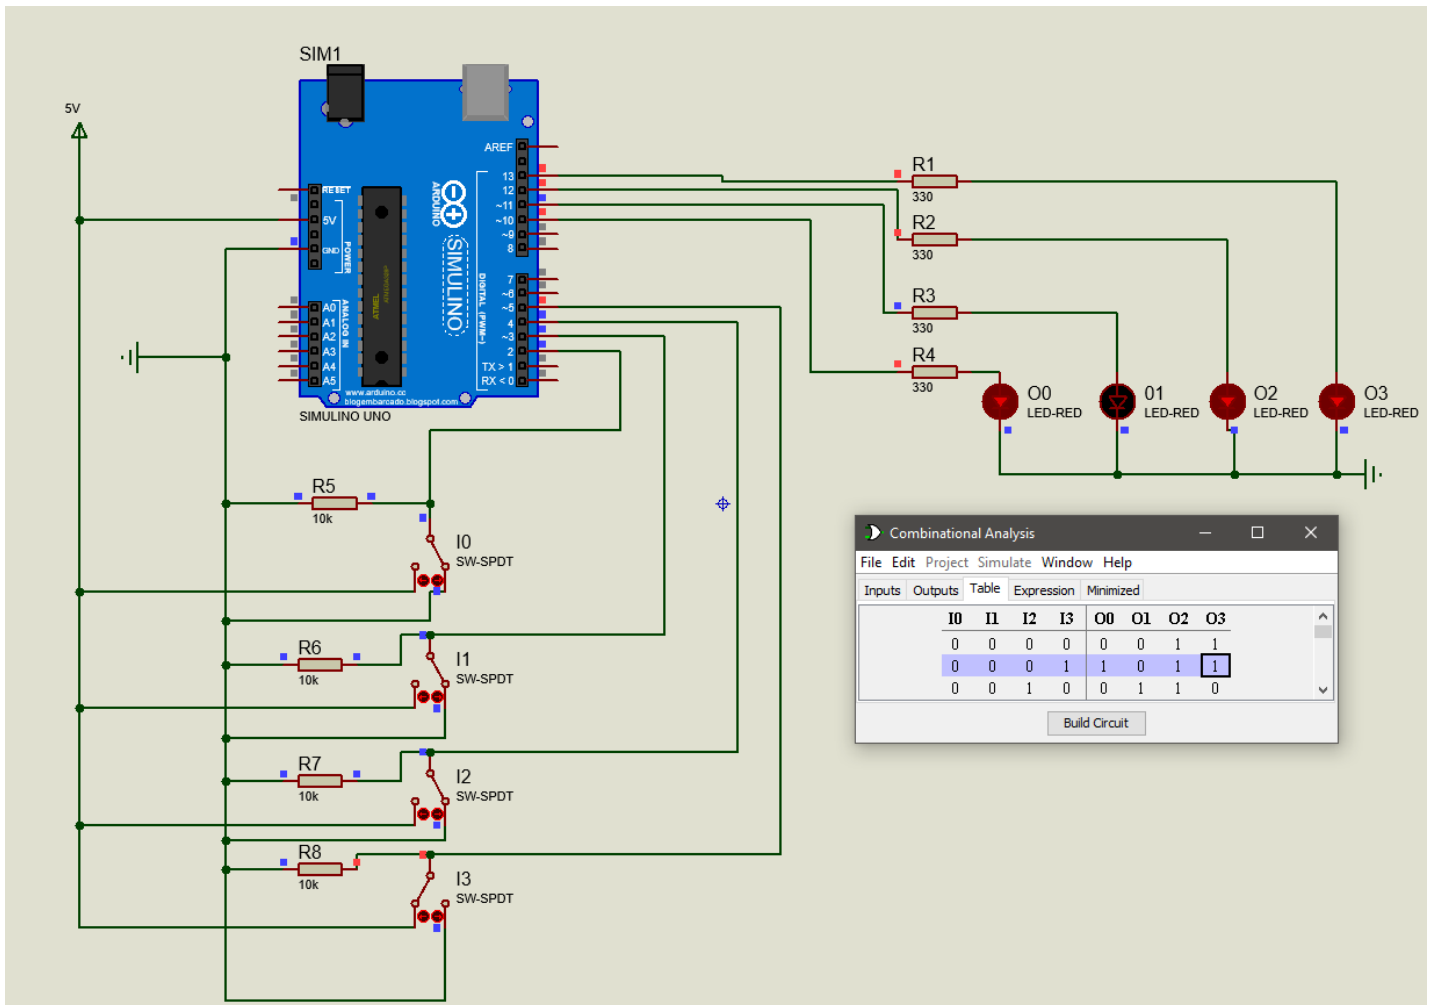 SIM1
5V
AREF
13
12
~11
~10
~9
8
7
~6
~5
4
~3
2
TX > 1
RX < 0
RESET
5V
GND
POWER
A0
A1
A2
A3
A4
A5
ANALOG IN
ARDUINO
SIMULINO
DIGITAL (PWM~)
ATMEL
www.arduino.cc
blogembarcado.blogspot.com
SIMULINO UNO
R1
330
R2
330
R3
330
R4
330
O0
LED-RED
01
LED-RED
O2
LED-RED
O3
LED-RED
R5
10k
I0
SW-SPDT
R6
10k
I1
SW-SPDT
R7
10k
I2
SW-SPDT
R8
10k
I3
SW-SPDT
Combinational Analysis
File Edit Project Simulate Window Help
Inputs Outputs Table Expression Minimized
I0 I1 I2 I3 O0 O1 O2 O3
0 0 0 0 0 0 1 1
0 0 0 1 1 0 1 1
0 0 1 0 0 1 1 0
Build Circuit